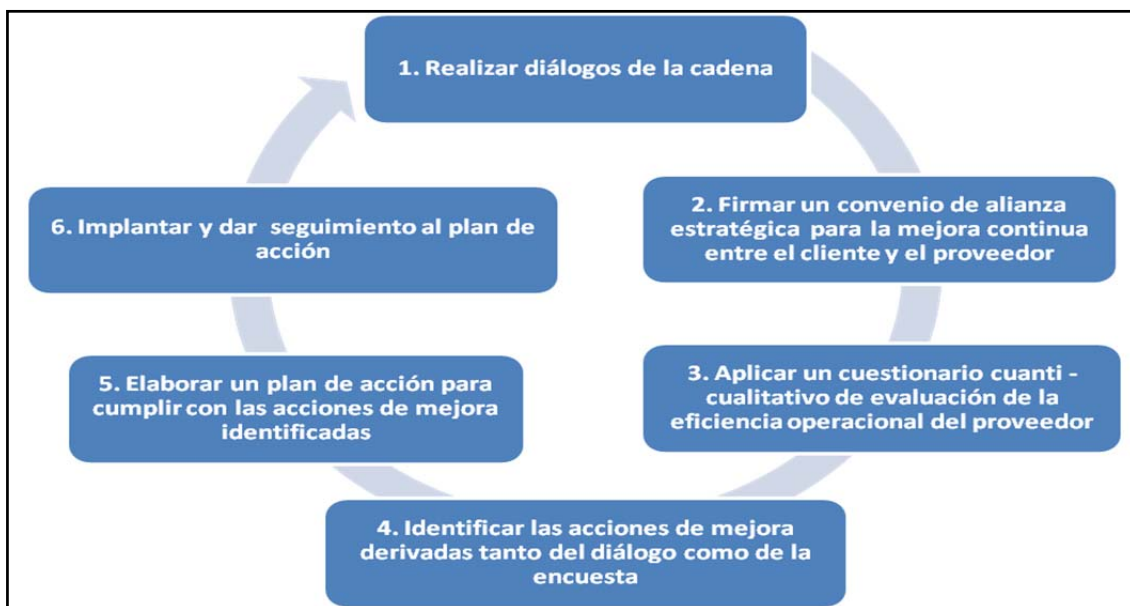 1. Realizar diálogos de la cadena
2. Firmar un convenio de alianza
estratégica para la mejora continua
entre el cliente y el proveedor
3. Aplicar un cuestionario cuanti -
cualitativo de evaluación de la
eficiencia operacional del proveedor
4. Identificar las acciones de mejora
derivadas tanto del diálogo como de la
encuesta
5. Elaborar un plan de acción para
cumplir con las acciones de mejora
identificadas
6. Implantar y dar seguimiento al plan de
acción